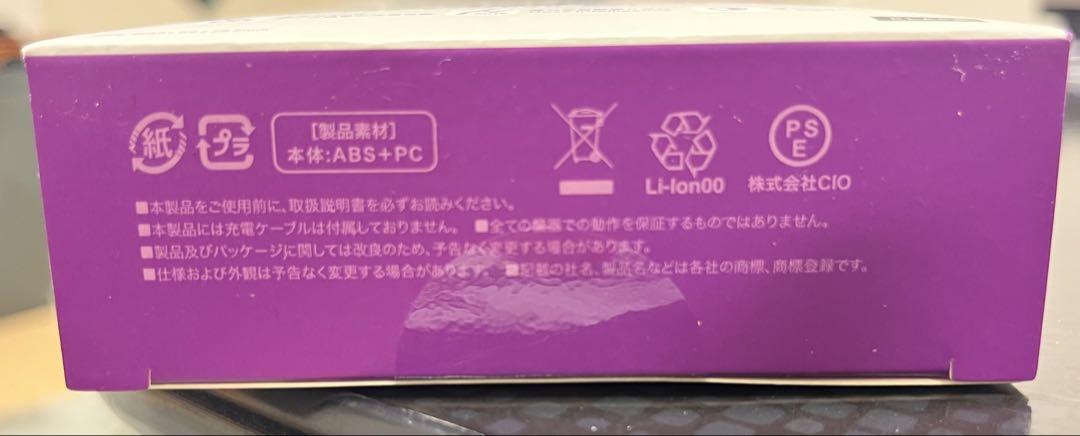 紙
プラ
[製品素材]
本体:ABS+PC
Li-Ion00
PSE
株式会社CIO
■本製品をご使用前に、取扱説明書を必ずお読みください。
■本製品には充電ケーブルは付属しておりません。 ■全ての機器での動作を保証するものではありません。
■製品及びパッケージに関しては改良のため、予告なく変更する場合があります。
■仕様および外観は予告なく変更する場合があります。 ■記載の社名、製品名などは各社の商標、商標登録です。